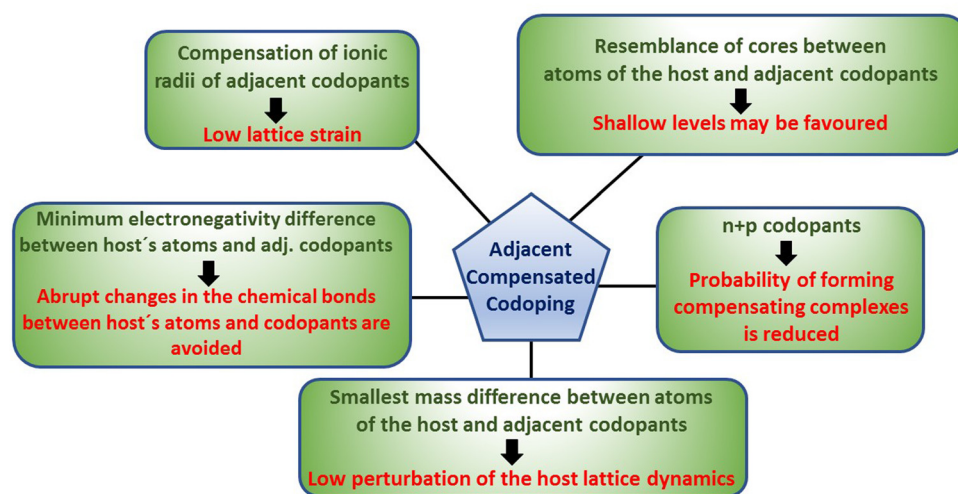 Compensation of ionic
radii of adjacent codopants
Low lattice strain
Resemblance of cores between
atoms of the host and adjacent codopants
Shallow levels may be favoured
Minimum electronegativity difference
between host´s atoms and adj. codopants
Abrupt changes in the chemical bonds
between host´s atoms and codopants are
avoided
Adjacent
Compensated
Codoping
n+p codopants
Probability of forming
compensating complexes
is reduced
Smallest mass difference between atoms
of the host and adjacent codopants
Low perturbation of the host lattice dynamics